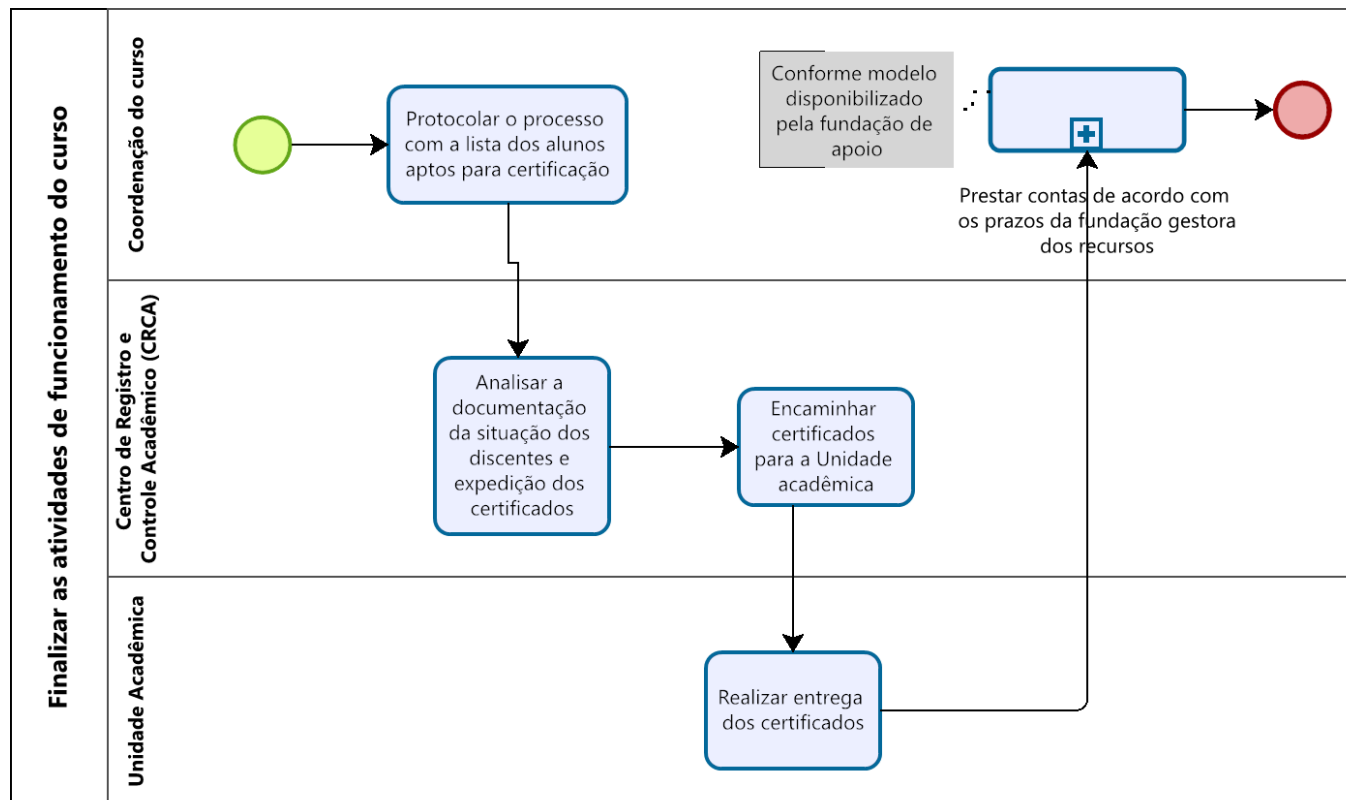 Finalizar as atividades de funcionamento do curso
Coordenação do curso
Protocolar o processo
com a lista dos alunos
aptos para certificação
Conforme modelo
disponibilizado
pela fundação de
apoio
Prestar contas de acordo com
os prazos da fundação gestora
dos recursos
Centro de Registro e
Controle Acadêmico (CRCA)
Analisar a
documentação
da situação dos
discentes e
expedição dos
certificados
Encaminhar
certificados
para a Unidade
acadêmica
Unidade Acadêmica
Realizar entrega
dos certificados